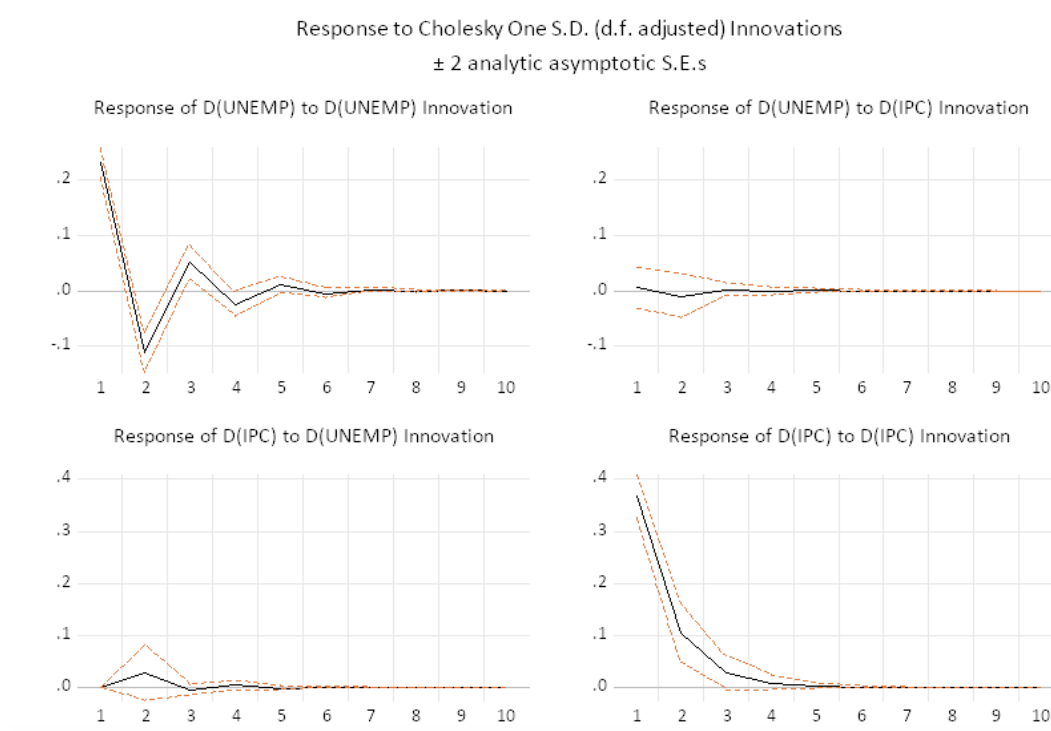 Response to Cholesky One S.D. (d.f. adjusted) Innovations
± 2 analytic asymptotic S.E.s
Response of D(UNEMP) to D(UNEMP) Innovation
.2
.1
.0
-.1
1 2 3 4 5 6 7 8 9 10
Response of D(UNEMP) to D(IPC) Innovation
.2
.1
.0
-.1
1 2 3 4 5 6 7 8 9 10
Response of D(IPC) to D(UNEMP) Innovation
.4
.3
.2
.1
.0
1 2 3 4 5 6 7 8 9 10
Response of D(IPC) to D(IPC) Innovation
.4
.3
.2
.1
.0
1 2 3 4 5 6 7 8 9 10